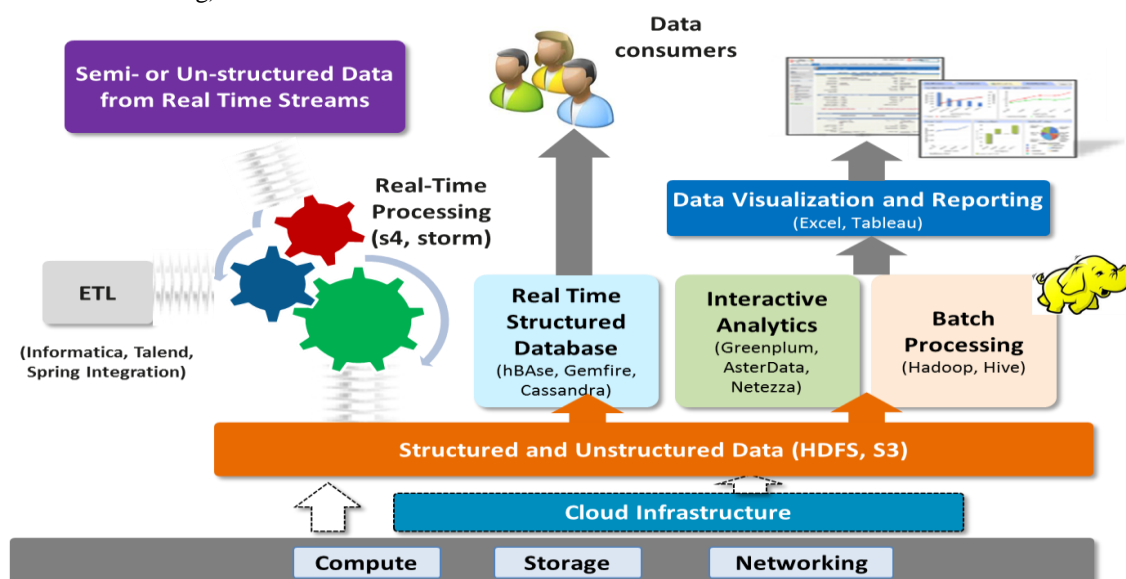 Data
consumers
Semi- or Un-structured Data
from Real Time Streams
Real-Time
Processing
(s4, storm)
Data Visualization and Reporting
(Excel, Tableau)
ETL
(Informatica, Talend,
Spring Integration)
Real Time
Structured
Database
(hBAse, Gemfire,
Cassandra)
Interactive
Analytics
(Greenplum,
AsterData,
Netezza)
Batch
Processing
(Hadoop, Hive)
Structured and Unstructured Data (HDFS, S3)
Cloud Infrastructure
Compute
Storage
Networking